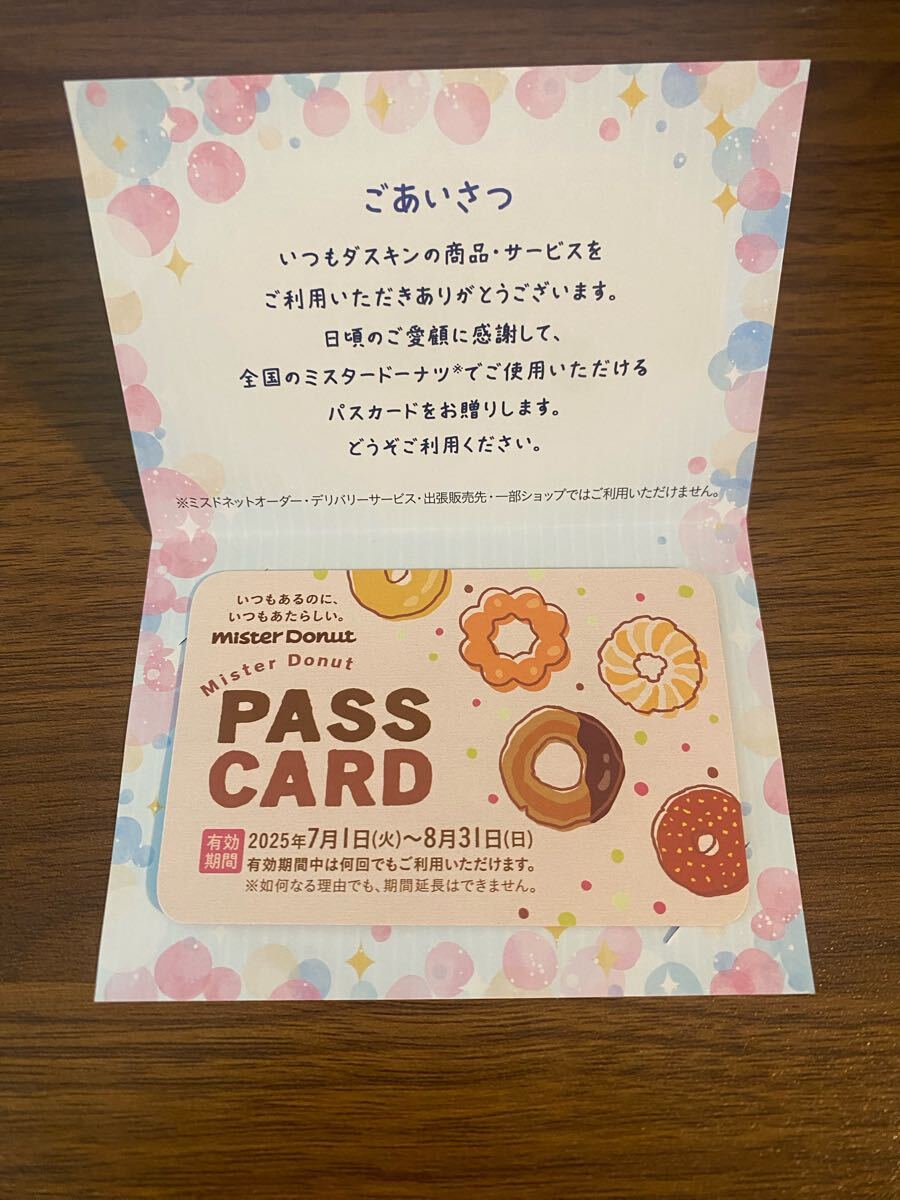 ごあいさつ
いつもダスキンの商品・サービスを
ご利用いただきありがとうございます。
日頃のご愛顧に感謝して、
全国のミスタードーナツ※でご使用いただける
パスカードをお贈りします。
どうぞご利用ください。
※ミスドネットオーダー・デリバリーサービス・出張販売先・一部ショップではご利用いただけません。
いつもあるのに、
いつもあたらしい。
mister Donut
Mister Donut
PASS
CARD
有効
期間
2025年7月1日(火)〜8月31日(日)
有効期間中は何回でもご利用いただけます。
※如何なる理由でも、期間延長はできません。